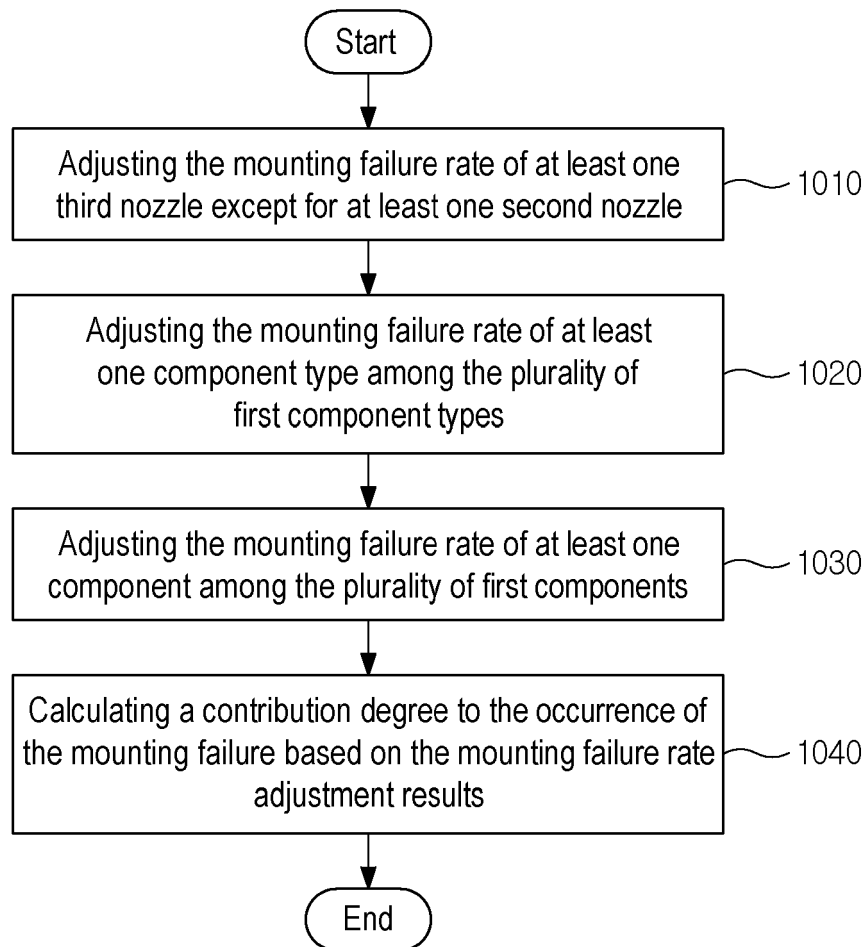 Start
Adjusting the mounting failure rate of at least one
third nozzle except for at least one second nozzle
1010
Adjusting the mounting failure rate of at least
one component type among the plurality of
first component types
1020
Adjusting the mounting failure rate of at least one
component among the plurality of first components
1030
Calculating a contribution degree to the occurrence of
the mounting failure based on the mounting failure rate
adjustment results
1040
End